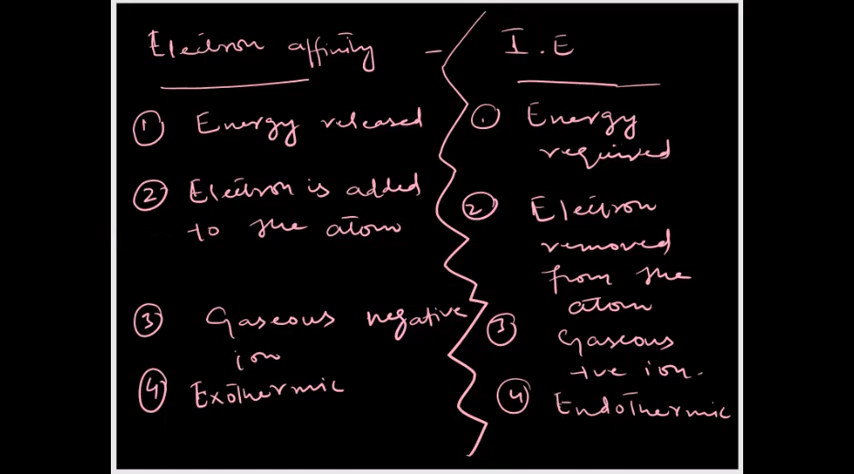 Electron affinity –
① Energy released
② Electron is added
to the atom
③ Gaseous negative
ion
④ Exothermic
I.E
① Energy
required
② Electron
removed
from the
atom
③ Gaseous
+ve ion.
④ Endothermic